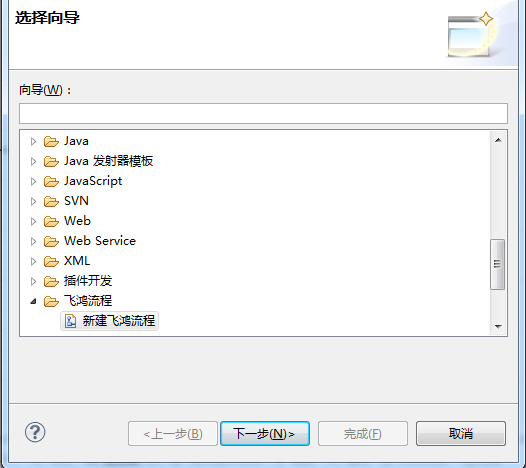 选择向导
向导(W)：
Java
Java 发射器模板
JavaScript
SVN
Web
Web Service
XML
插件开发
飞鸿流程
新建飞鸿流程
<上一步(B) 下一步(N)> 完成(F) 取消